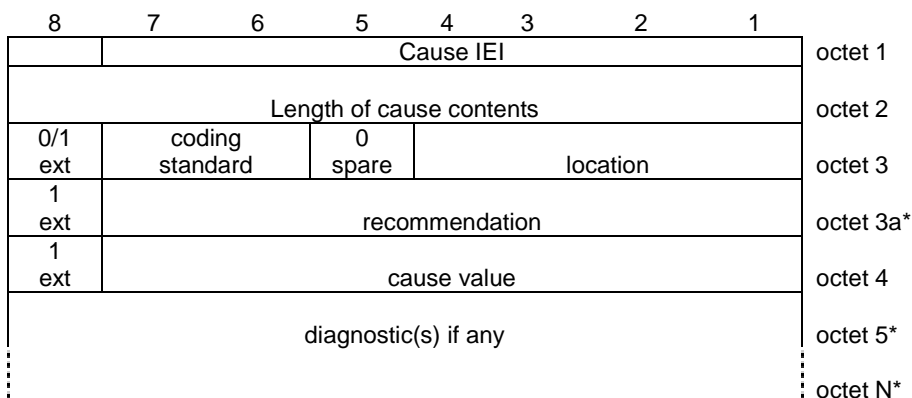 8 7 6 5 4 3 2 1
Cause IEI octet 1
Length of cause contents octet 2
0/1 coding 0
ext standard spare location octet 3
1
ext recommendation octet 3a*
1
ext cause value octet 4
diagnostic(s) if any octet 5*
octet N*